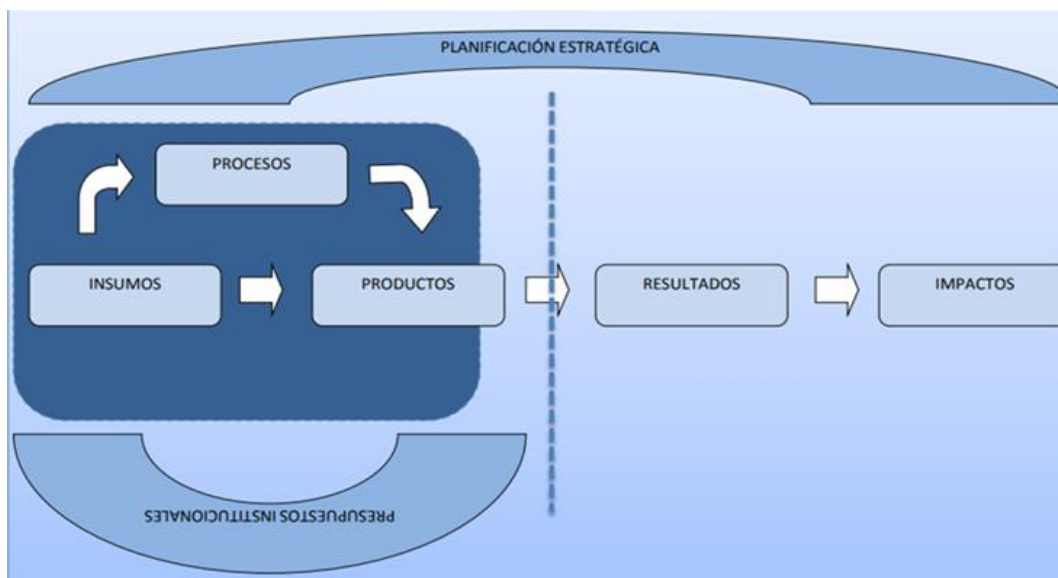 PLANIFICACIÓN ESTRATÉGICA
PROCESOS
INSUMOS
PRODUCTOS
RESULTADOS
IMPACTOS
PRESUPUESTOS INSTITUCIONALES